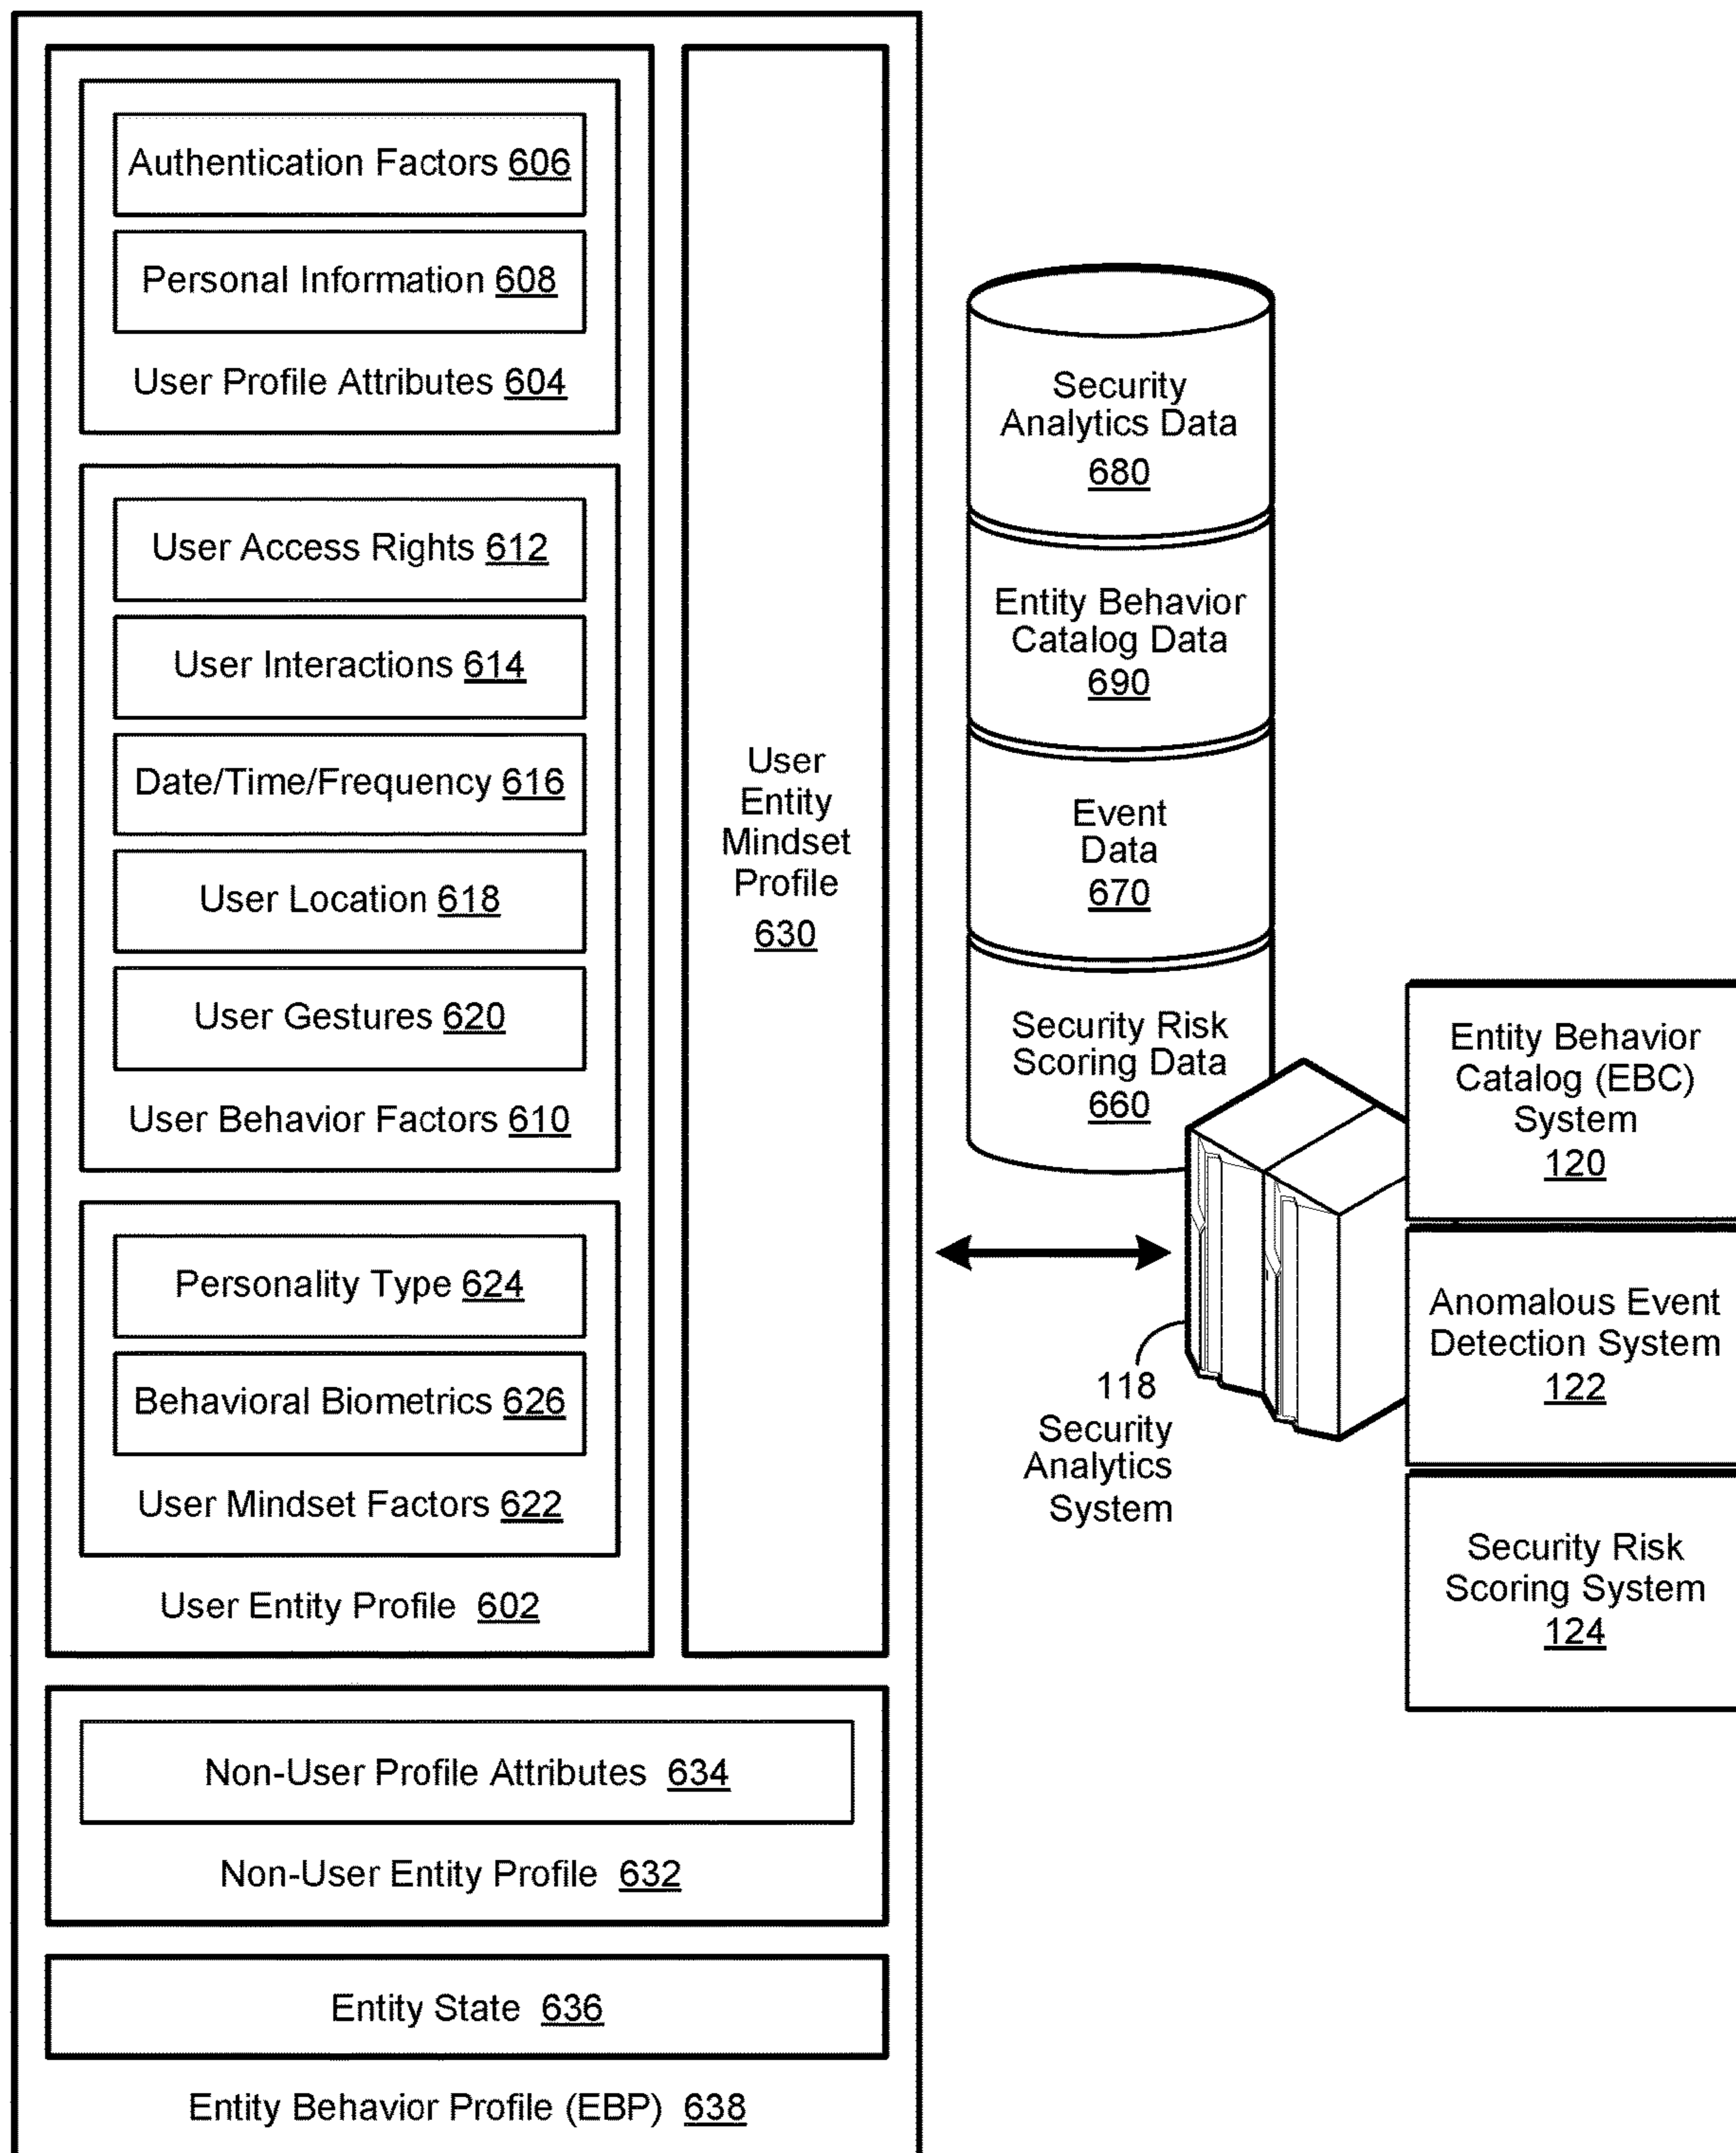 Authentication Factors 606
Personal Information 608
User Profile Attributes 604
User Access Rights 612
User Interactions 614
Date/Time/Frequency 616
User Location 618
User Gestures 620
User Behavior Factors 610
Personality Type 624
Behavioral Biometrics 626
User Mindset Factors 622
User Entity Profile 602
User
Entity
Mindset
Profile
630
Non-User Profile Attributes 634
Non-User Entity Profile 632
Entity State 636
Entity Behavior Profile (EBP) 638
Security
Analytics Data
680
Entity Behavior
Catalog Data
690
Event
Data
670
Security Risk
Scoring Data
660
118
Security
Analytics
System
Entity Behavior
Catalog (EBC)
System
120
Anomalous Event
Detection System
122
Security Risk
Scoring System
124